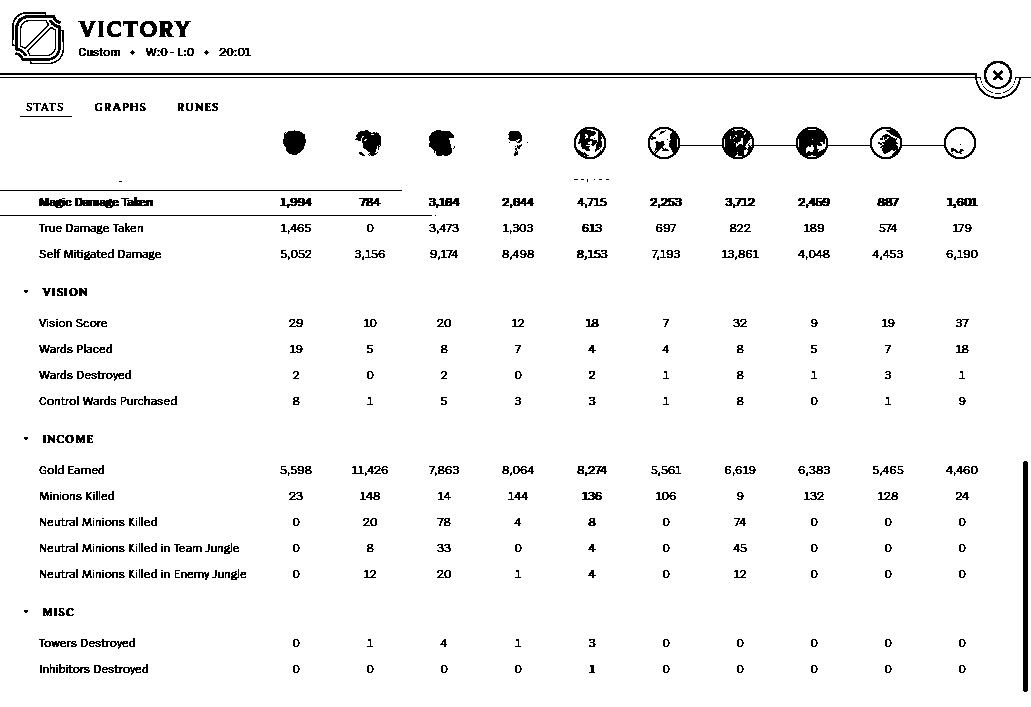 VICTORY
Custom • W:0 - L:0 • 20:01
STATS GRAPHS RUNES
Magic Damage Taken 1,994 784 3,164 2,644 4,715 2,253 3,712 2,459 887 1,601
True Damage Taken 1,465 0 3,473 1,303 613 697 822 189 574 179
Self Mitigated Damage 5,052 3,156 9,174 8,498 8,153 7,193 13,861 4,048 4,453 6,190
VISION
Vision Score 29 10 20 12 18 7 32 9 19 37
Wards Placed 19 5 8 7 4 4 8 5 7 18
Wards Destroyed 2 0 2 0 2 1 8 1 3 1
Control Wards Purchased 8 1 5 3 3 1 8 0 1 9
INCOME
Gold Earned 5,598 11,426 7,863 8,064 8,274 5,561 6,619 6,383 5,465 4,460
Minions Killed 23 148 14 144 136 106 9 132 128 24
Neutral Minions Killed 0 20 78 4 8 0 74 0 0 0
Neutral Minions Killed in Team Jungle 0 8 33 0 4 0 45 0 0 0
Neutral Minions Killed in Enemy Jungle 0 12 20 1 4 0 12 0 0 0
MISC
Towers Destroyed 0 1 4 1 3 0 0 0 0 0
Inhibitors Destroyed 0 0 0 0 1 0 0 0 0 0